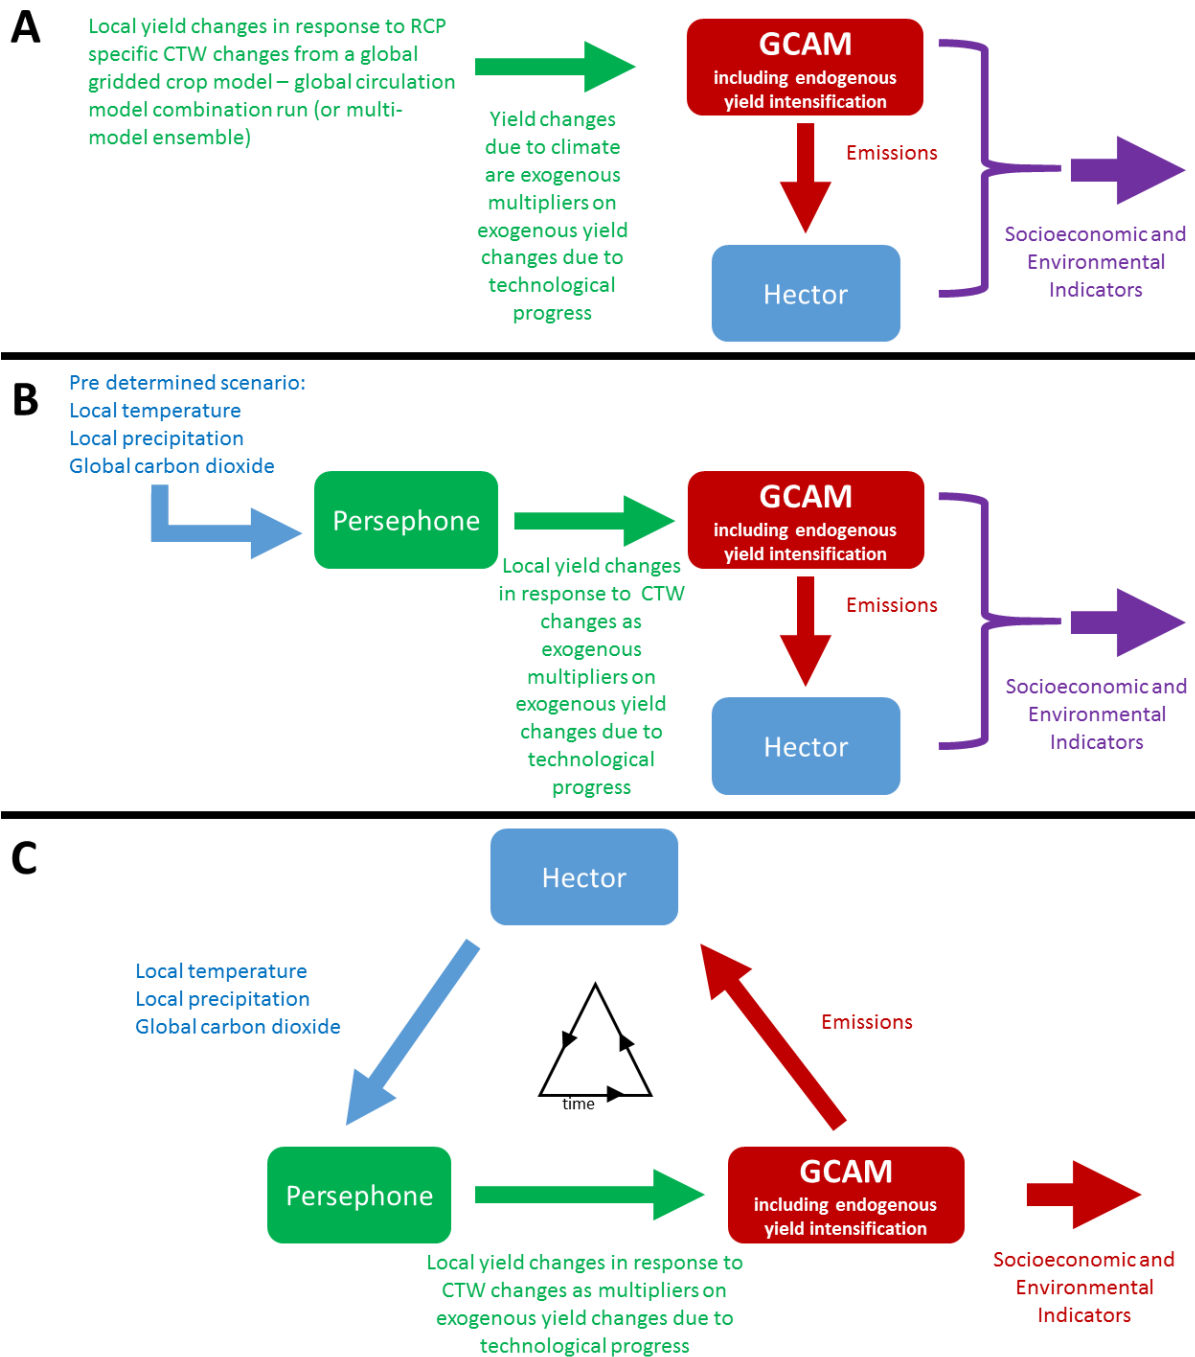 A
Local yield changes in response to RCP
specific CTW changes from a global
gridded crop model – global circulation
model combination run (or multi-
model ensemble)
Yield changes
due to climate
are exogenous
multipliers on
exogenous yield
changes due to
technological
progress
GCAM
including endogenous
yield intensification
Emissions
Hector
Socioeconomic and
Environmental
Indicators
B
Pre determined scenario:
Local temperature
Local precipitation
Global carbon dioxide
Persephone
Local yield changes
in response to CTW
changes as
exogenous
multipliers on
exogenous yield
changes due to
technological
progress
GCAM
including endogenous
yield intensification
Emissions
Hector
Socioeconomic and
Environmental
Indicators
C
Hector
Local temperature
Local precipitation
Global carbon dioxide
time
Emissions
Persephone
Local yield changes in response to
CTW changes as multipliers on
exogenous yield changes due to
technological progress
GCAM
including endogenous
yield intensification
Socioeconomic and
Environmental
Indicators